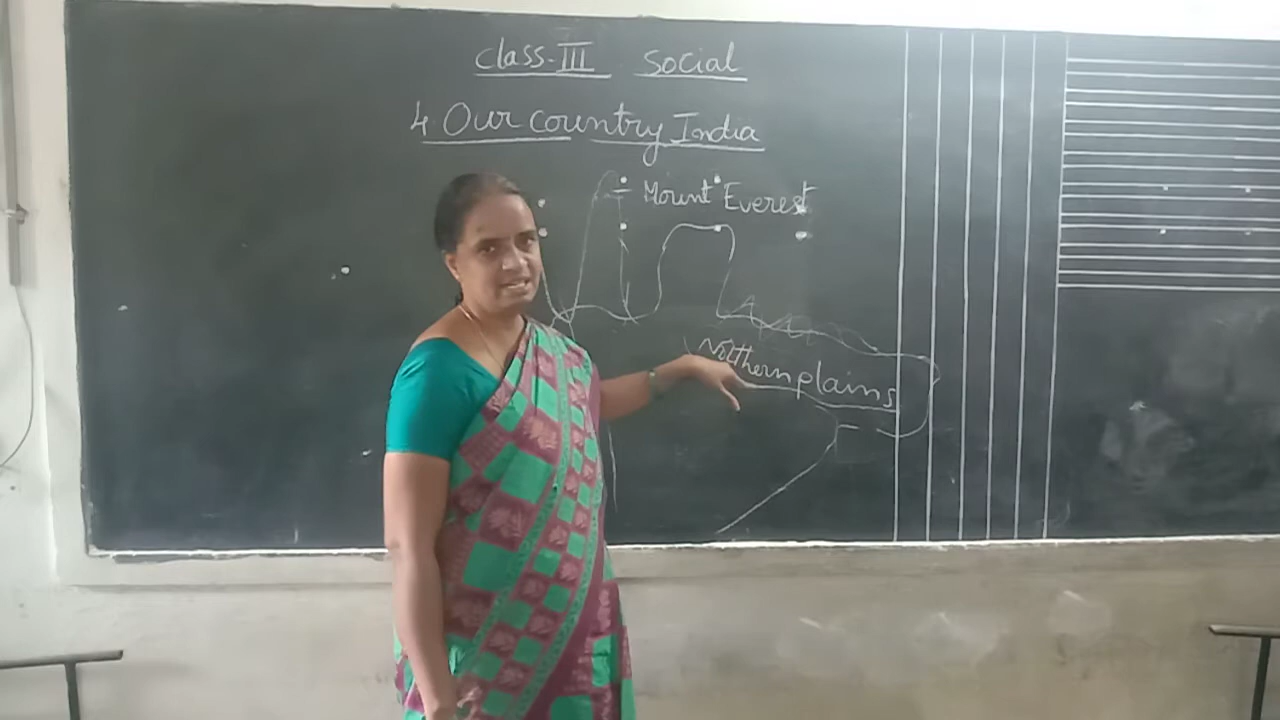 Class-III Social
4. Our country India
Mount Everest
Northern plains